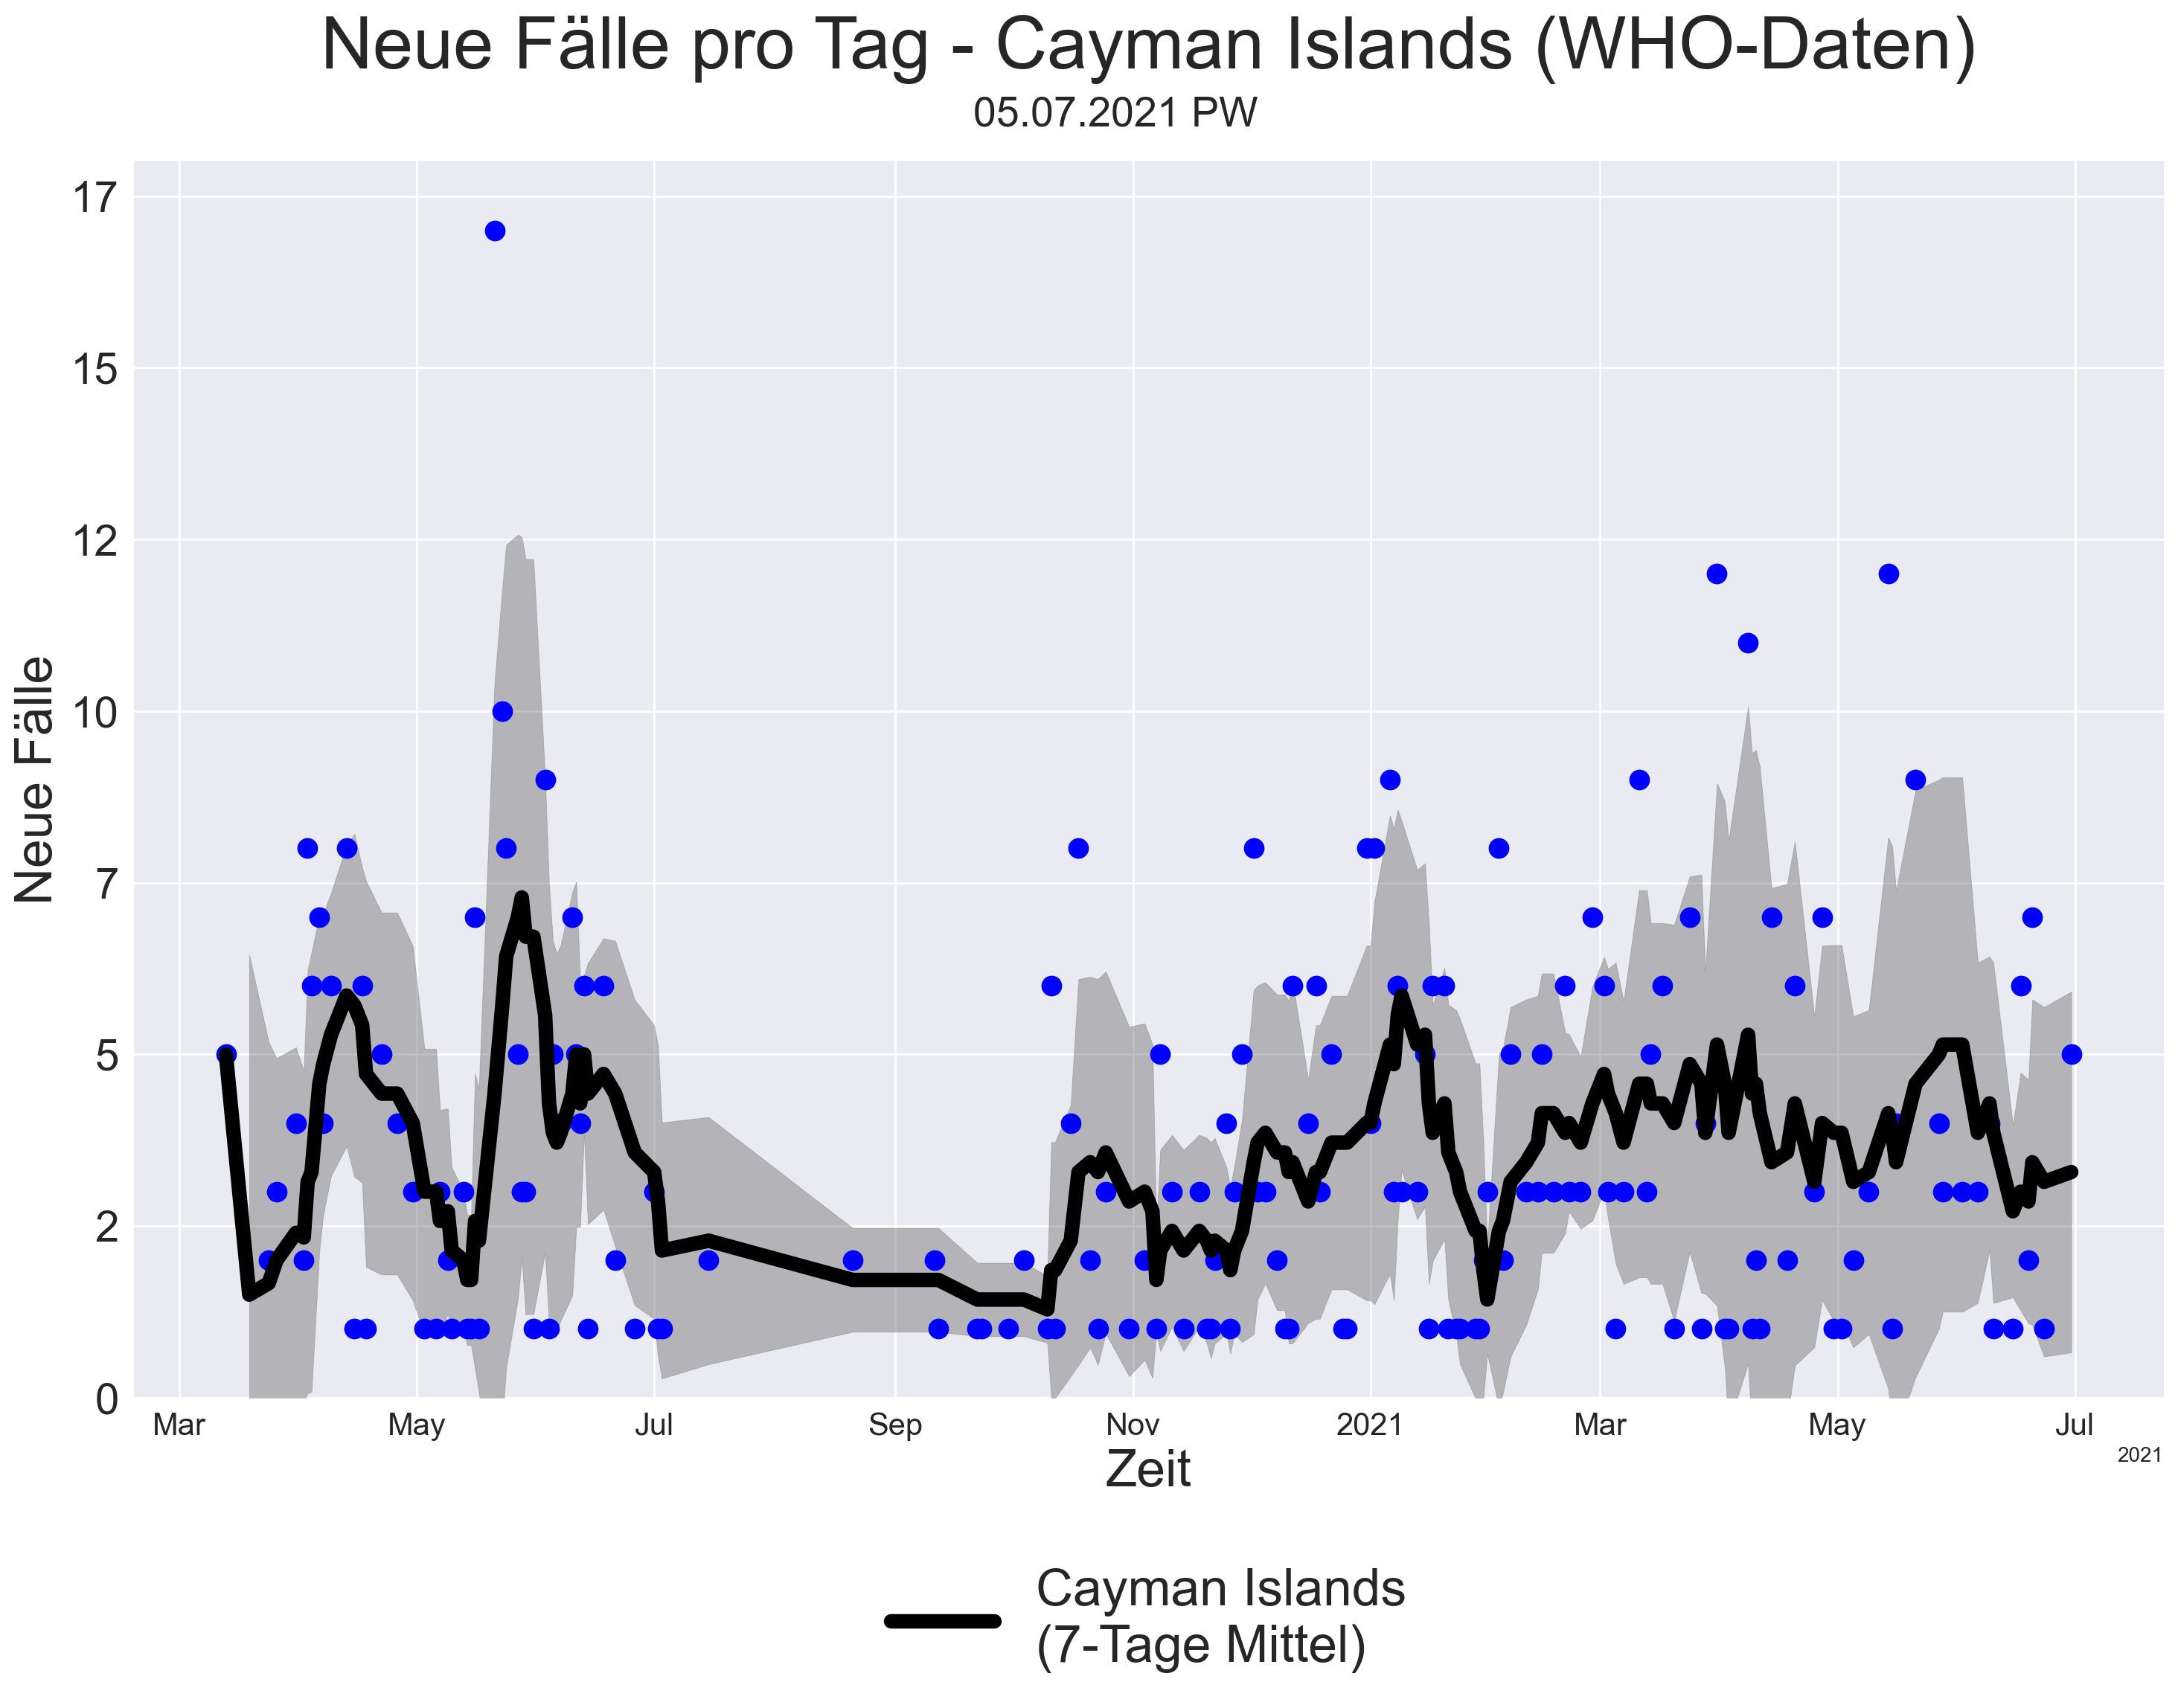 Neue Fälle pro Tag - Cayman Islands (WHO-Daten)
05.07.2021 PW
17
15
12
10
7
5
2
0
Neue Fälle
Mar May Jul Sep Nov 2021 Mar May Jul
2021
Zeit
Cayman Islands
(7-Tage Mittel)